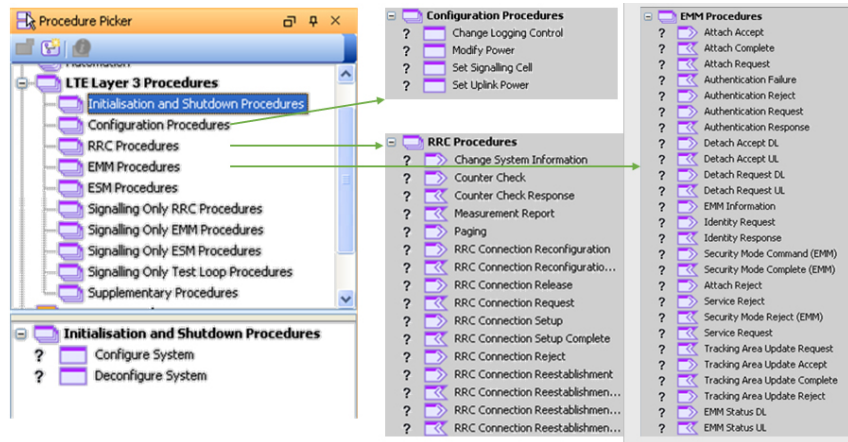 Procedure Picker
Automation
LTE Layer 3 Procedures
Initialisation and Shutdown Procedures
Configuration Procedures
RRC Procedures
EMM Procedures
ESM Procedures
Signalling Only RRC Procedures
Signalling Only EMM Procedures
Signalling Only ESM Procedures
Signalling Only Test Loop Procedures
Supplementary Procedures
Initialisation and Shutdown Procedures
? Configure System
? Deconfigure System
Configuration Procedures
? Change Logging Control
? Modify Power
? Set Signalling Cell
? Set Uplink Power
RRC Procedures
? Change System Information
? Counter Check
? Counter Check Response
? Measurement Report
? Paging
? RRC Connection Reconfiguration
? RRC Connection Reconfiguratio...
? RRC Connection Release
? RRC Connection Request
? RRC Connection Setup
? RRC Connection Setup Complete
? RRC Connection Reject
? RRC Connection Reestablishment
? RRC Connection Reestablishmen...
? RRC Connection Reestablishmen...
? RRC Connection Reestablishmen...
EMM Procedures
? Attach Accept
? Attach Complete
? Attach Request
? Authentication Failure
? Authentication Reject
? Authentication Request
? Authentication Response
? Detach Accept DL
? Detach Accept UL
? Detach Request DL
? Detach Request UL
? EMM Information
? Identity Request
? Identity Response
? Security Mode Command (EMM)
? Security Mode Complete (EMM)
? Attach Reject
? Service Reject
? Security Mode Reject (EMM)
? Service Request
? Tracking Area Update Request
? Tracking Area Update Accept
? Tracking Area Update Complete
? Tracking Area Update Reject
? EMM Status DL
? EMM Status UL